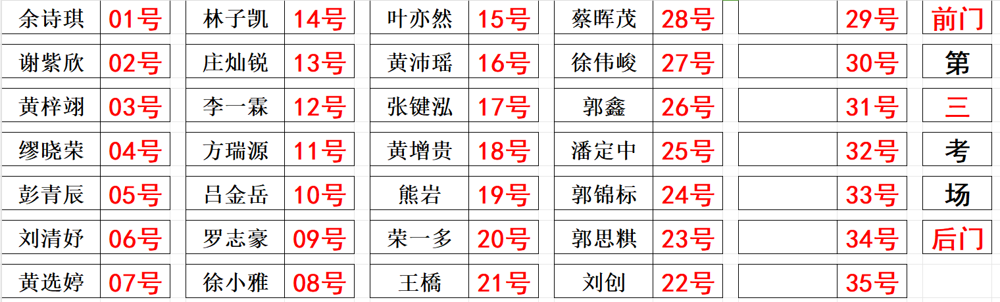 余诗琪 01号 林子凯 14号 叶亦然 15号 蔡晖茂 28号 29号 前门
谢紫欣 02号 庄灿锐 13号 黄沛瑶 16号 徐伟峻 27号 30号 第
黄梓翊 03号 李一霖 12号 张键泓 17号 郭鑫 26号 31号 三
缪晓荣 04号 方瑞源 11号 黄增贵 18号 潘定中 25号 32号 考
彭青辰 05号 吕金岳 10号 熊岩 19号 郭锦标 24号 33号 场
刘清妤 06号 罗志豪 09号 荣一多 20号 郭思粸 23号 34号 后门
黄选婷 07号 徐小雅 08号 王橋 21号 刘创 22号 35号